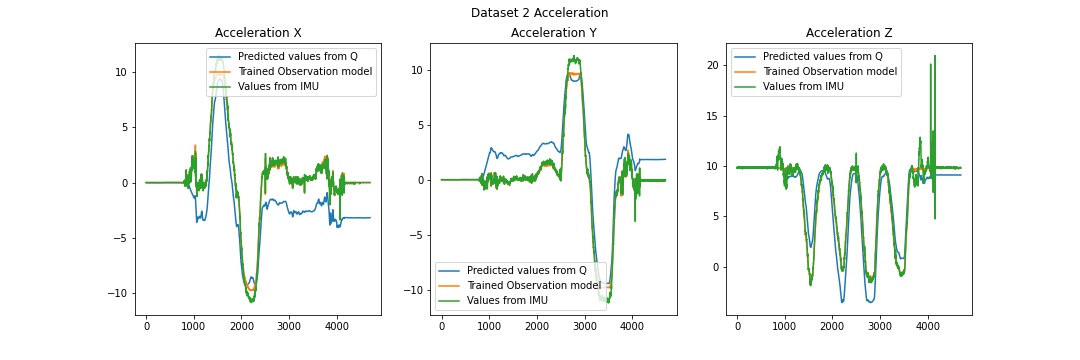 Dataset 2 Acceleration
Acceleration X
Predicted values from Q
Trained Observation model
Values from IMU
10
5
0
−5
−10
0 1000 2000 3000 4000
Acceleration Y
10
5
0
−5
−10
Predicted values from Q
Trained Observation model
Values from IMU
0 1000 2000 3000 4000
Acceleration Z
Predicted values from Q
Trained Observation model
Values from IMU
20
15
10
5
0
0 1000 2000 3000 4000